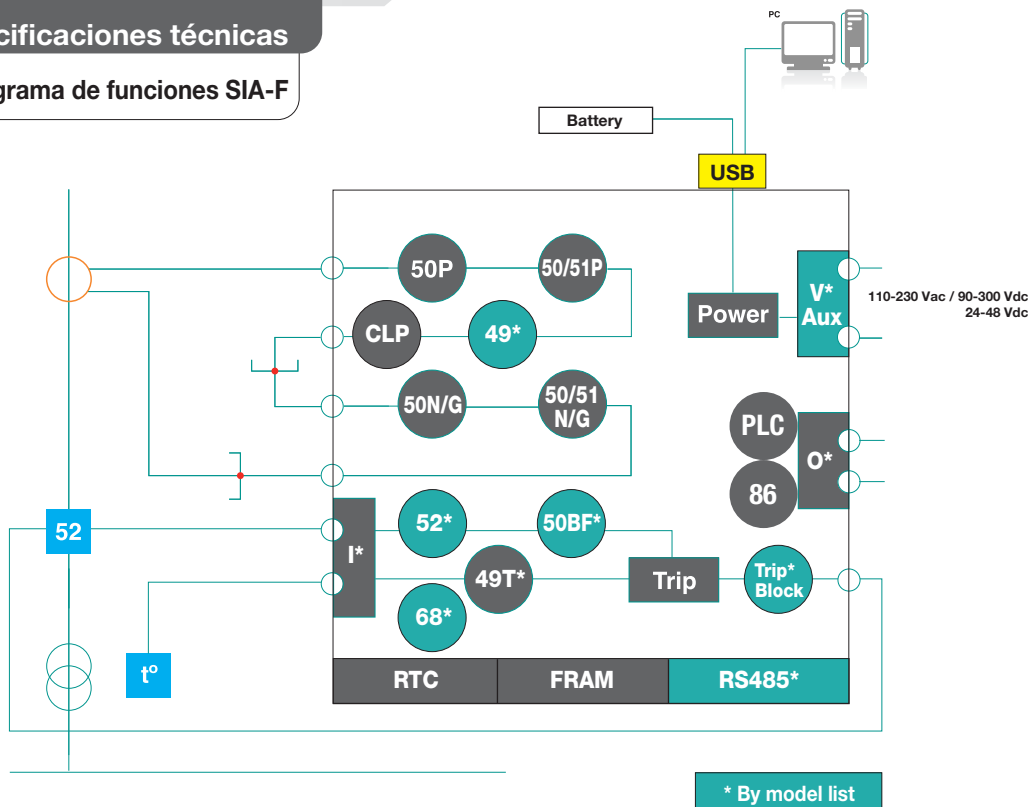 cificaciones técnicas
grama de funciones SIA-F
PC
Battery
USB
50P
50/51P
V*
Aux
110-230 Vac / 90-300 Vdc
24-48 Vdc
Power
CLP
49*
50N/G
50/51
N/G
PLC
O*
86
52
I*
52*
50BF*
49T*
Trip
Trip*
Block
68*
tº
RTC
FRAM
RS485*
* By model list